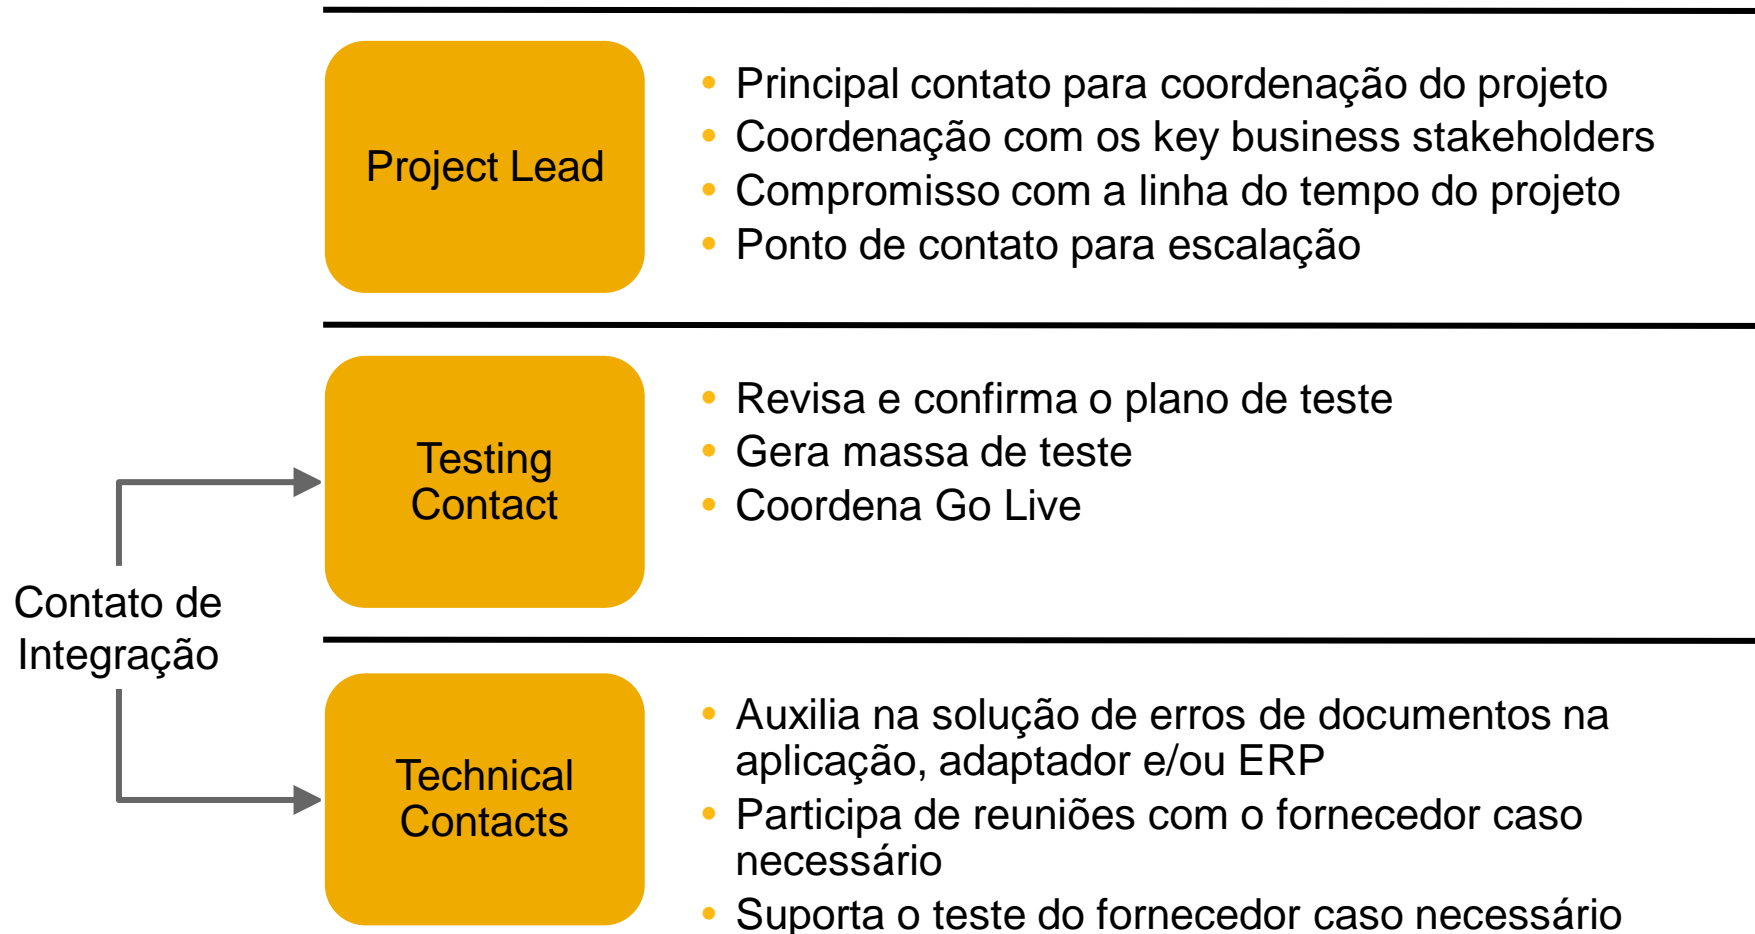 Project Lead
• Principal contato para coordenação do projeto
• Coordenação com os key business stakeholders
• Compromisso com a linha do tempo do projeto
• Ponto de contato para escalação
Testing
Contact
• Revisa e confirma o plano de teste
• Gera massa de teste
• Coordena Go Live
Contato de
Integração
Technical
Contacts
• Auxilia na solução de erros de documentos na
aplicação, adaptador e/ou ERP
• Participa de reuniões com o fornecedor caso
necessário
• Suporta o teste do fornecedor caso necessário